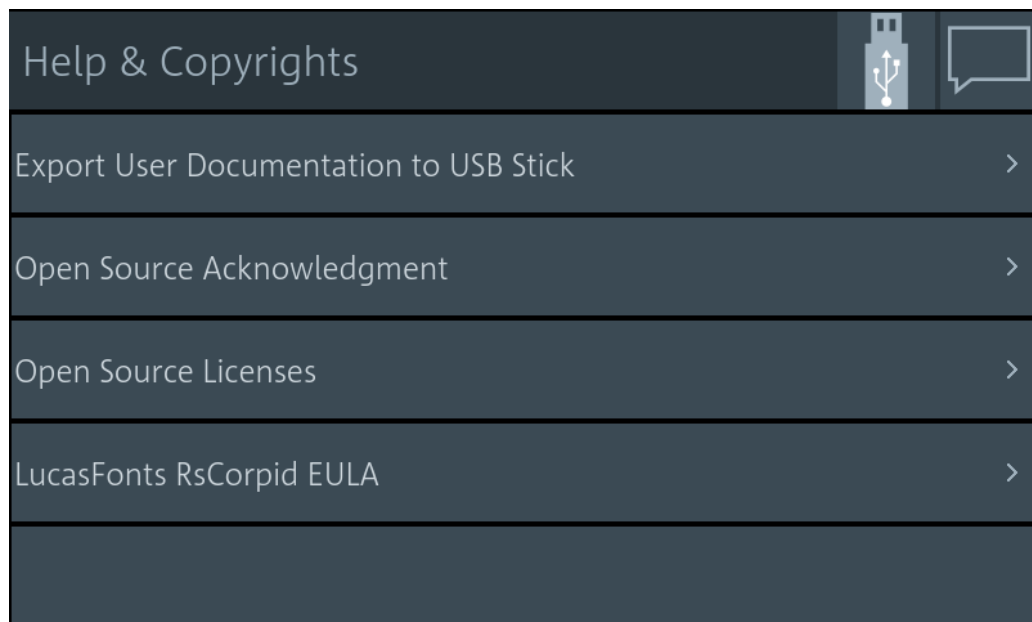 Help & Copyrights
Export User Documentation to USB Stick
Open Source Acknowledgment
Open Source Licenses
LucasFonts RsCorpid EULA